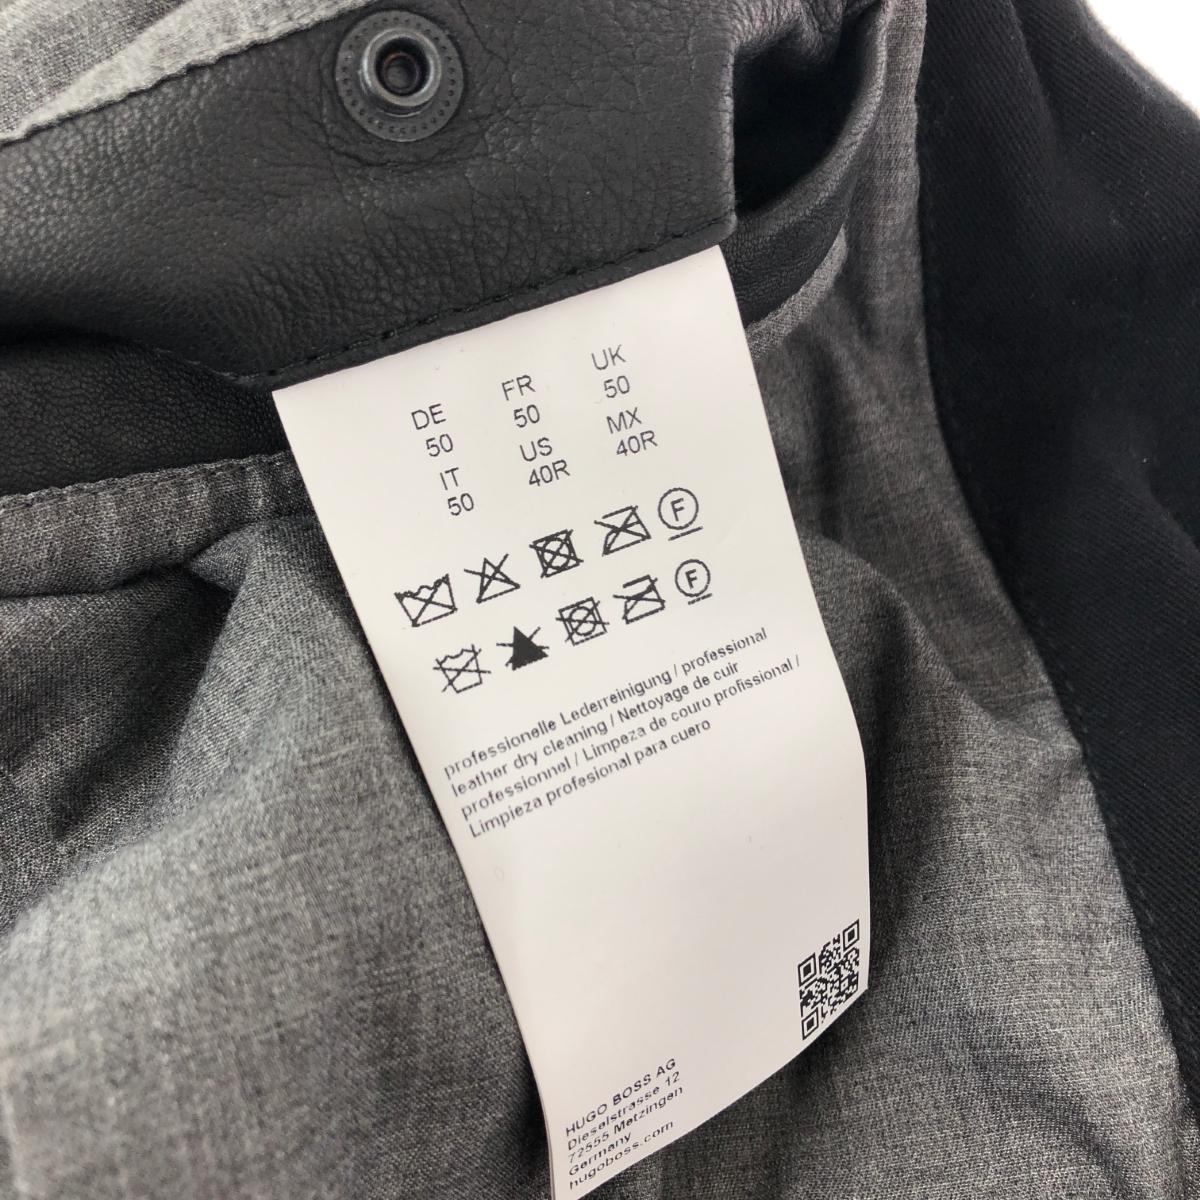 DE FR UK
50 50 50
IT US MX
50 40R 40R
F
F
professionelle Lederreinigung / professional
leather dry cleaning / Nettoyage de cuir
professionnel / Limpeza de couro profissional /
Limpieza profesional para cuero
HUGO BOSS AG
Dieselstrasse 12
72555 Metzingen
Germany
hugoboss.com